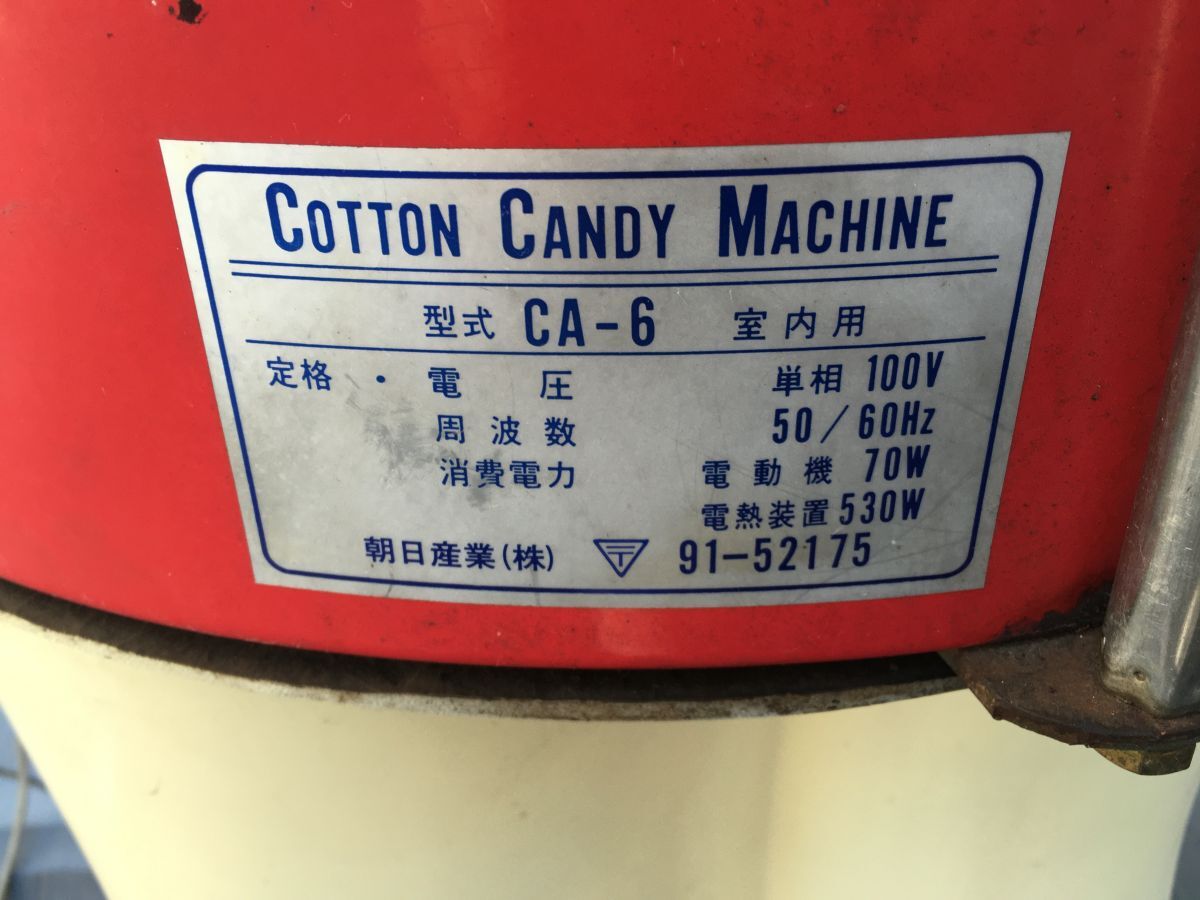 COTTON CANDY MACHINE
型式 CA-6 室内用
定格・電圧 単相 100V
周波数 50/60Hz
消費電力 電動機 70W
電熱装置 530W
朝日産業(株) 〒 91-52175